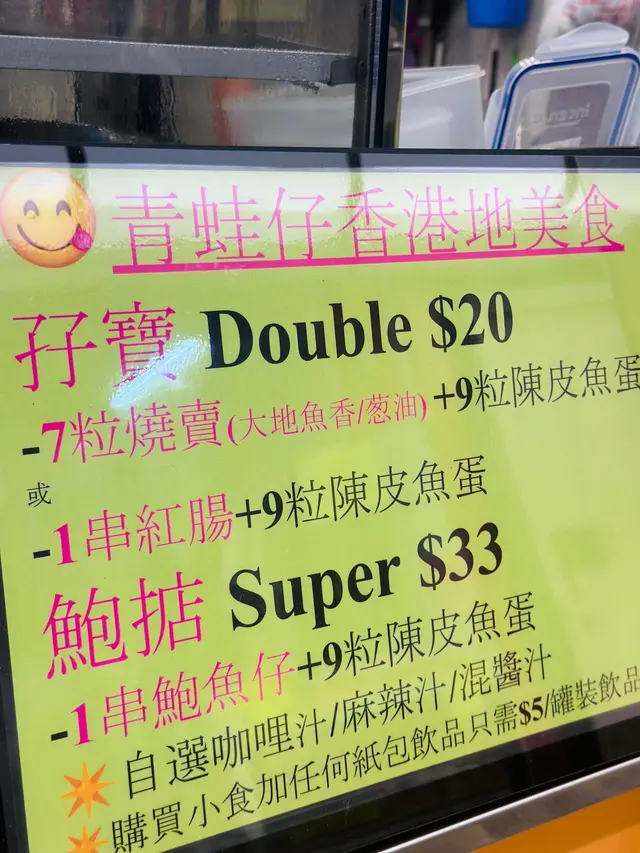 青蛙仔香港地美食
孖寶 Double $20
-7粒燒賣(大地魚香/葱油)+9粒陳皮魚蛋
或
-1串紅腸+9粒陳皮魚蛋
鮑掂 Super $33
-1串鮑魚仔+9粒陳皮魚蛋
自選咖哩汁/麻辣汁/混醬汁
購買小食加任何紙包飲品只需$5/罐裝飲品